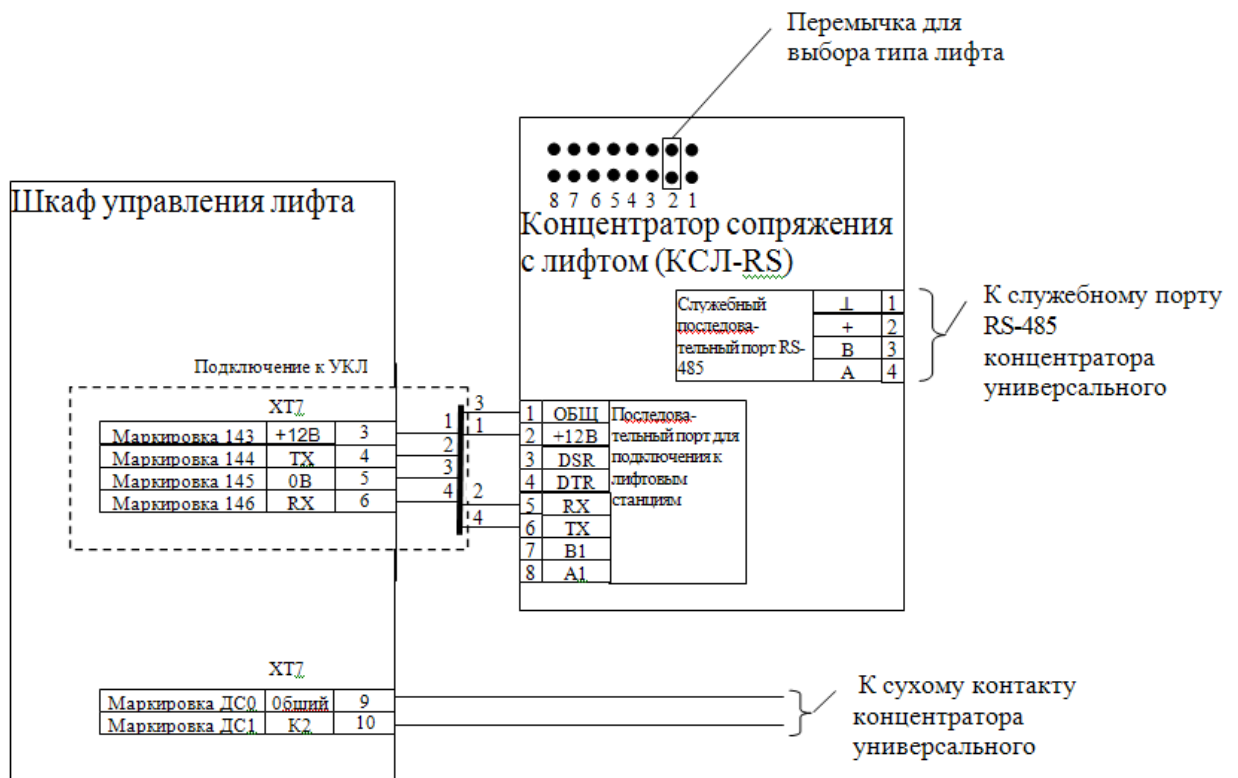 Перемычка для
выбора типа лифта
8 7 6 5 4 3 2 1
Шкаф управления лифта
Концентратор сопряжения
с лифтом (КСЛ-RS)
Служебный
последова-
тельный порт RS-
485
⊥ 1
+ 2
B 3
A 4
К служебному порту
RS-485
концентратора
универсального
Подключение к УКЛ
XT7
Маркировка 143 +12В 3
Маркировка 144 TX 4
Маркировка 145 0В 5
Маркировка 146 RX 6
1
2
3
4
3
1
2
4
1 ОБЩ
2 +12В
3 DSR
4 DTR
5 RX
6 TX
7 B1
8 A1
Последова-
тельный порт для
подключения к
лифтовым
станциям
XT7
Маркировка ДС0 Обший 9
Маркировка ДС1 К2 10
К сухому контакту
концентратора
универсального